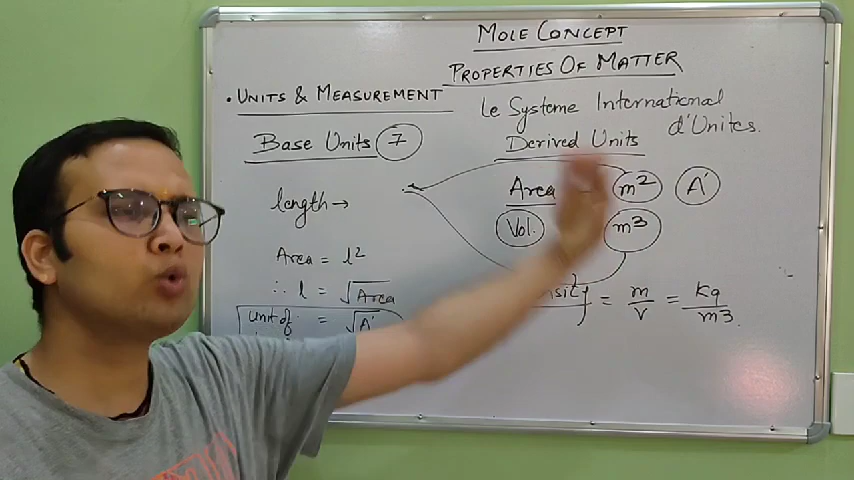 MOLE CONCEPT
PROPERTIES OF MATTER
• UNITS & MEASUREMENT
Le Systeme International
d'Unites.
Base Units 7
Derived Units
length →
Area m² A'
Vol. m³
Area = l²
∴ l = √Area
Unit of = √A'
= m/v = Kg/m³.